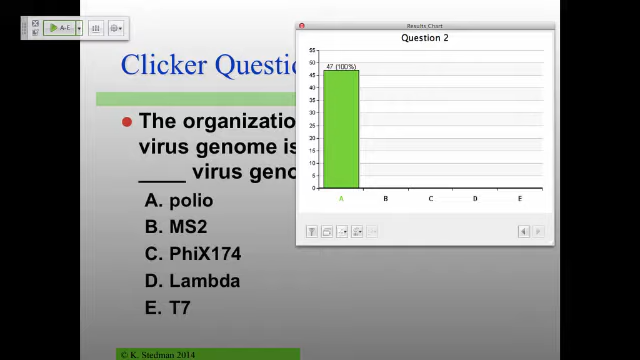 A-E
Results Chart
Question 2
Clicker Questio
55
50
45
40
35
30
25
20
15
10
5
0
47 (100%)
A
B
C
D
E
The organizatio
virus genome is
____ virus geno
A. polio
B. MS2
C. PhiX174
D. Lambda
E. T7
© K. Stedman 2014